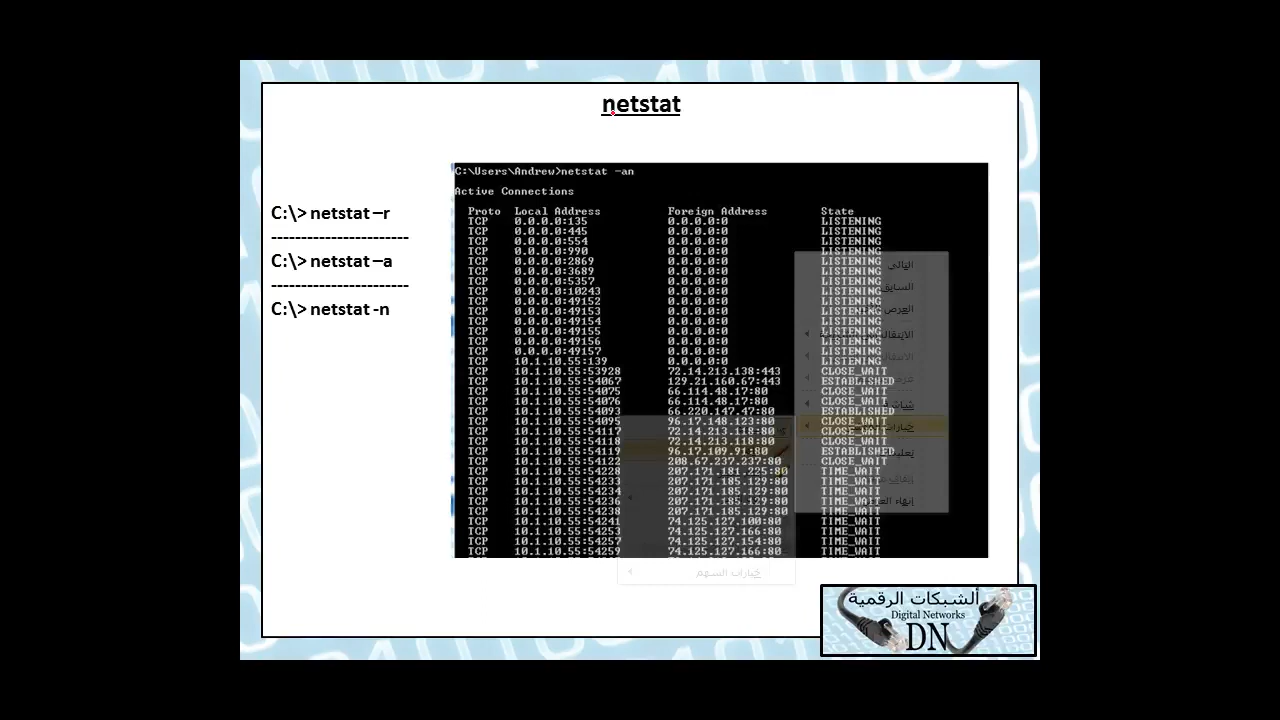 netstat
C:\> netstat –r
-----------------------
C:\> netstat –a
-----------------------
C:\> netstat -n
C:\Users\Andrew>netstat -an
Active Connections
Proto Local Address Foreign Address State
TCP 0.0.0.0:135 0.0.0.0:0 LISTENING
TCP 0.0.0.0:445 0.0.0.0:0 LISTENING
TCP 0.0.0.0:554 0.0.0.0:0 LISTENING
TCP 0.0.0.0:990 0.0.0.0:0 LISTENING
TCP 0.0.0.0:2869 0.0.0.0:0 LISTENING
TCP 0.0.0.0:3689 0.0.0.0:0 LISTENING
TCP 0.0.0.0:5357 0.0.0.0:0 LISTENING
TCP 0.0.0.0:10243 0.0.0.0:0 LISTENING
TCP 0.0.0.0:49152 0.0.0.0:0 LISTENING
TCP 0.0.0.0:49153 0.0.0.0:0 LISTENING
TCP 0.0.0.0:49154 0.0.0.0:0 LISTENING
TCP 0.0.0.0:49155 0.0.0.0:0 LISTENING
TCP 0.0.0.0:49156 0.0.0.0:0 LISTENING
TCP 0.0.0.0:49157 0.0.0.0:0 LISTENING
TCP 10.1.10.55:139 0.0.0.0:0 LISTENING
TCP 10.1.10.55:53928 72.14.213.138:443 CLOSE_WAIT
TCP 10.1.10.55:54067 129.21.160.67:443 ESTABLISHED
TCP 10.1.10.55:54075 66.114.48.17:80 CLOSE_WAIT
TCP 10.1.10.55:54076 66.114.48.17:80 CLOSE_WAIT
TCP 10.1.10.55:54093 66.220.147.47:80 ESTABLISHED
TCP 10.1.10.55:54095 96.17.148.123:80 CLOSE_WAIT
TCP 10.1.10.55:54117 72.14.213.118:80 CLOSE_WAIT
TCP 10.1.10.55:54118 72.14.213.118:80 CLOSE_WAIT
TCP 10.1.10.55:54119 96.17.109.91:80 ESTABLISHED
TCP 10.1.10.55:54122 208.67.237.237:80 CLOSE_WAIT
TCP 10.1.10.55:54228 207.171.181.225:80 TIME_WAIT
TCP 10.1.10.55:54233 207.171.185.129:80 TIME_WAIT
TCP 10.1.10.55:54234 207.171.185.129:80 TIME_WAIT
TCP 10.1.10.55:54236 207.171.185.129:80 TIME_WAIT
TCP 10.1.10.55:54238 207.171.185.129:80 TIME_WAIT
TCP 10.1.10.55:54241 74.125.127.100:80 TIME_WAIT
TCP 10.1.10.55:54253 74.125.127.166:80 TIME_WAIT
TCP 10.1.10.55:54257 74.125.127.154:80 TIME_WAIT
TCP 10.1.10.55:54259 74.125.127.166:80 TIME_WAIT
التالي
السابق
العرض
خيارات
إنهاء
خيارات السهم
ألشبكات الرقمية
Digital Networks
DN